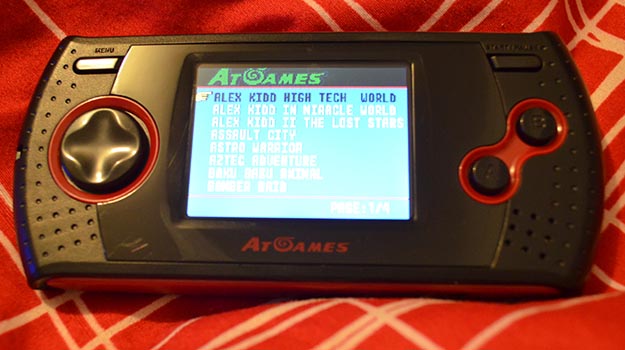 MENU
ATGAMES
ALEX KIDD HIGH TECH WORLD
ALEX KIDD IN MIRACLE WORLD
ALEX KIDD II THE LOST STARS
ASSAULT CITY
ASTRO WARRIOR
AZTEC ADVENTURE
BAKU BAKU ANIMAL
BOMBER RAID
PAGE:1/4
ATGAMES